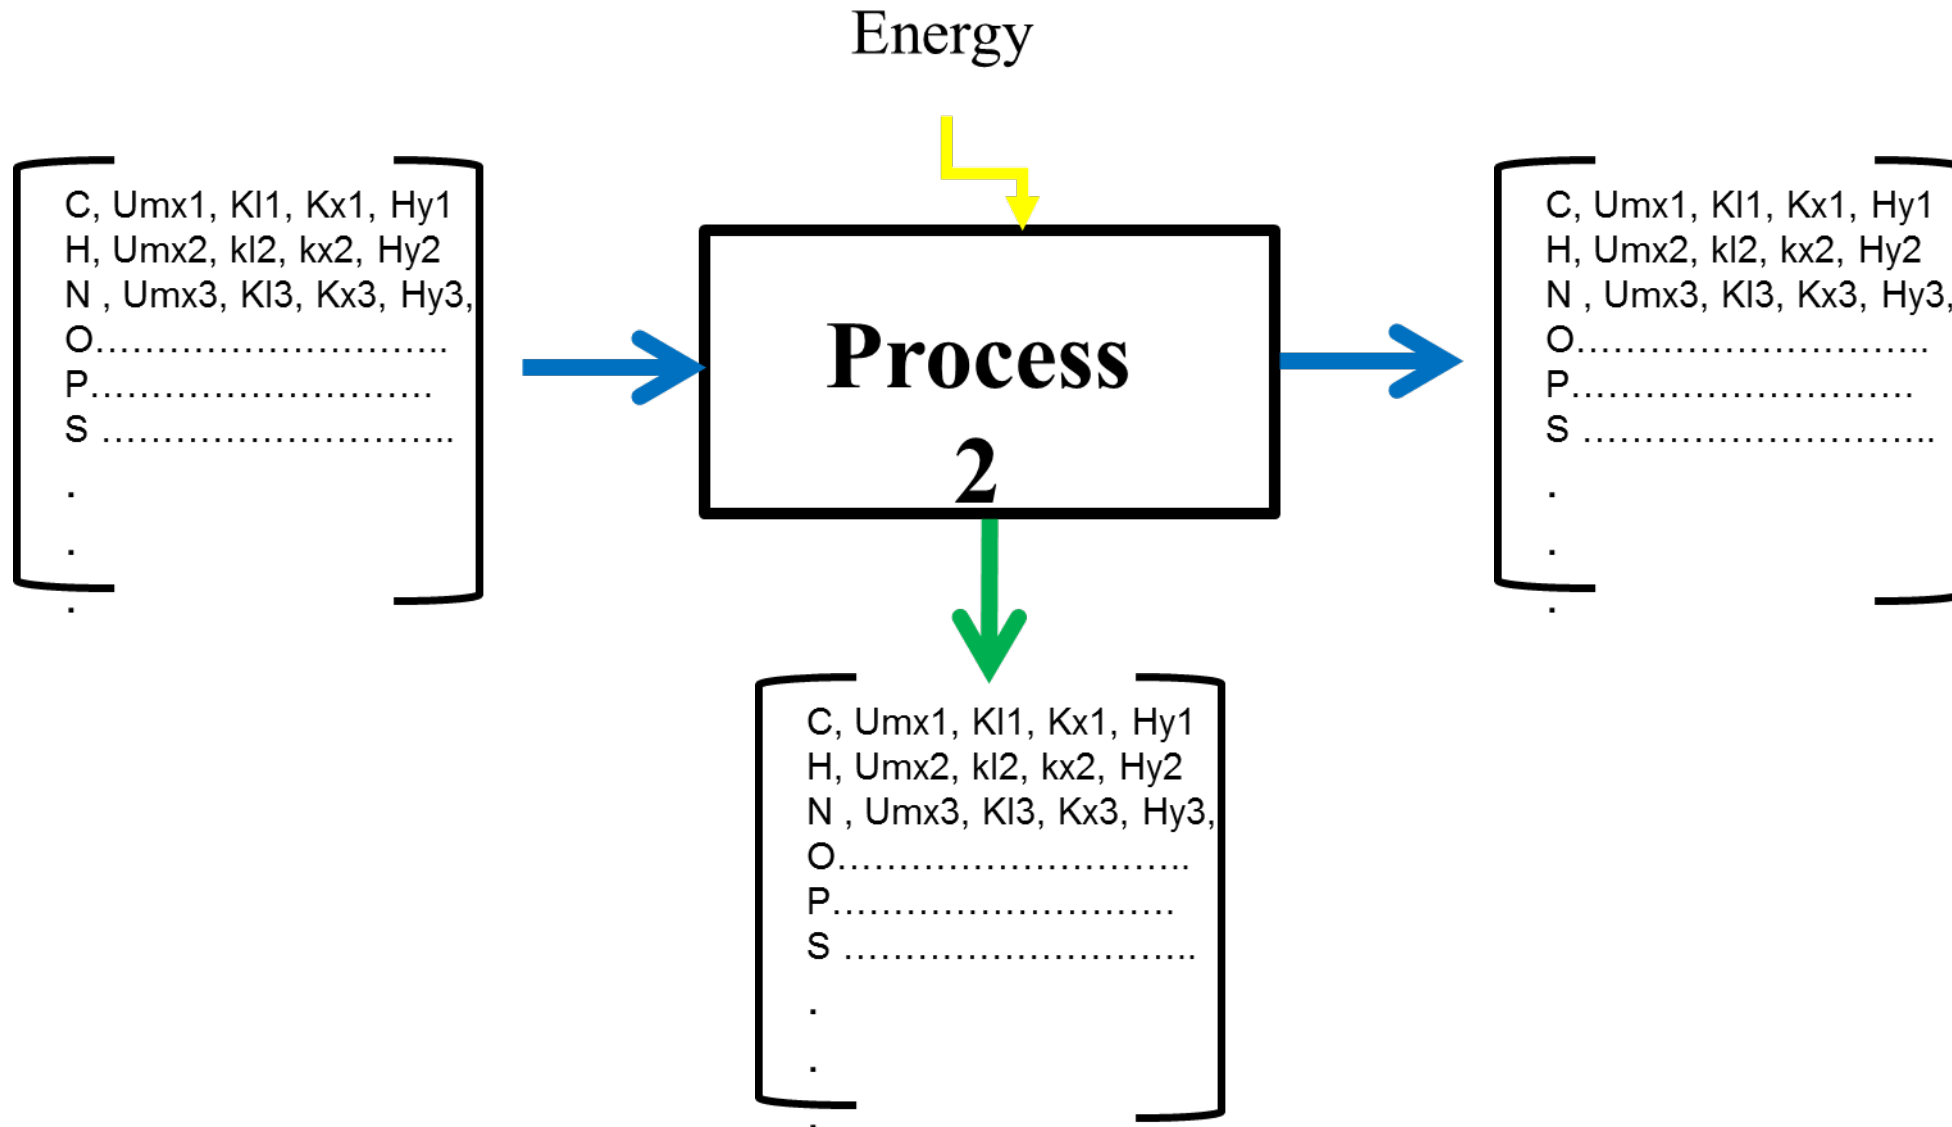 Energy
C, Umx1, Kl1, Kx1, Hy1
H, Umx2, kl2, kx2, Hy2
N , Umx3, Kl3, Kx3, Hy3,
O.............................
P............................
S .............................
.
.
.
Process
2
C, Umx1, Kl1, Kx1, Hy1
H, Umx2, kl2, kx2, Hy2
N , Umx3, Kl3, Kx3, Hy3,
O.............................
P............................
S .............................
.
.
.
C, Umx1, Kl1, Kx1, Hy1
H, Umx2, kl2, kx2, Hy2
N , Umx3, Kl3, Kx3, Hy3,
O.............................
P............................
S .............................
.
.
.